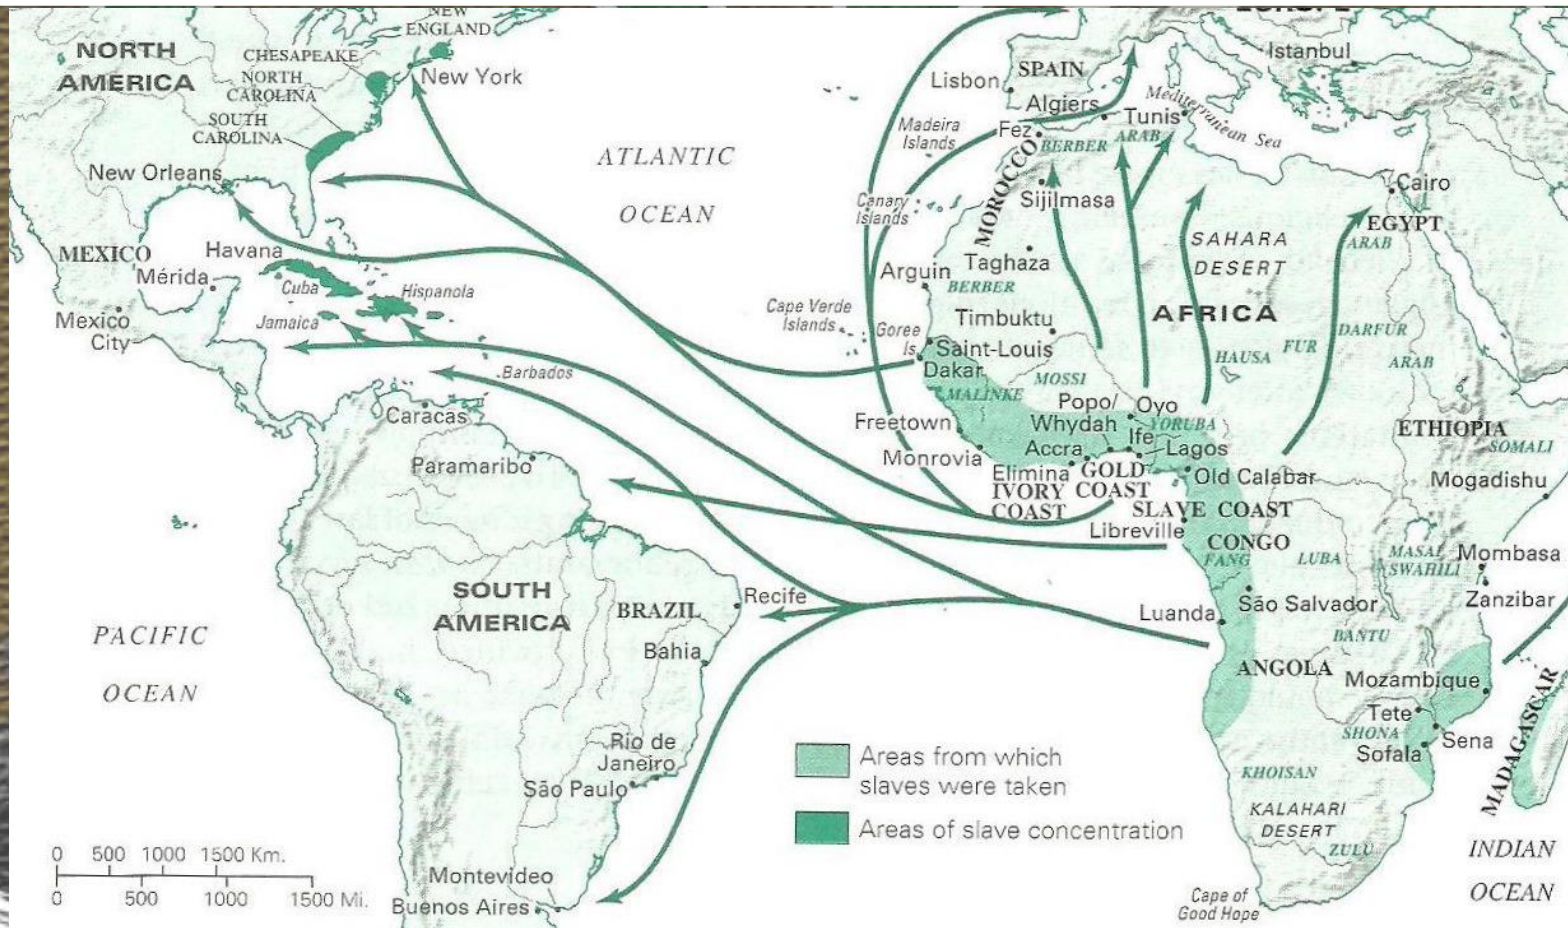 NEW
ENGLAND
EUROPE
NORTH
AMERICA
CHESAPEAKE
New York
NORTH
CAROLINA
SOUTH
CAROLINA
New Orleans
ATLANTIC
OCEAN
Lisbon
SPAIN
Istanbul
Algiers
Tunis
Mediterranean Sea
Madeira
Islands
Fez
BERBER
ARAB
MOROCCO
Sijilmasa
Canary
Islands
Cairo
EGYPT
ARAB
SAHARA
DESERT
MEXICO
Havana
Mérida
Cuba
Hispanola
Jamaica
Mexico
City
Arguin
Taghaza
BERBER
AFRICA
Cape Verde
Islands
Goree
Is.
Timbuktu
Saint-Louis
Dakar
DARFUR
FUR
HAUSA
ARAB
Barbados
MALINKE
MOSSI
Caracas
Popo/
Whydah
Oyo
YORUBA
Freetown
Ife
Lagos
ETHIOPIA
SOMALI
Monrovia
Accra
Elimina
GOLD
COAST
Old Calabar
Paramaribo
IVORY
COAST
SLAVE COAST
Mogadishu
Libreville
CONGO
FANG
LUBA
MASAI
SWAHILI
Mombasa
Zanzibar
SOUTH
AMERICA
BRAZIL
Recife
Luanda
São Salvador
BANTU
PACIFIC
OCEAN
Bahia
ANGOLA
Mozambique
Tete
SHONA
Sena
Sofala
MADAGASCAR
Rio de
Janeiro
São Paulo
Areas from which
slaves were taken
Areas of slave concentration
KHOISAN
KALAHARI
DESERT
ZULU
INDIAN
OCEAN
0 500 1000 1500 Km.
0 500 1000 1500 Mi.
Montevideo
Buenos Aires
Cape of
Good Hope